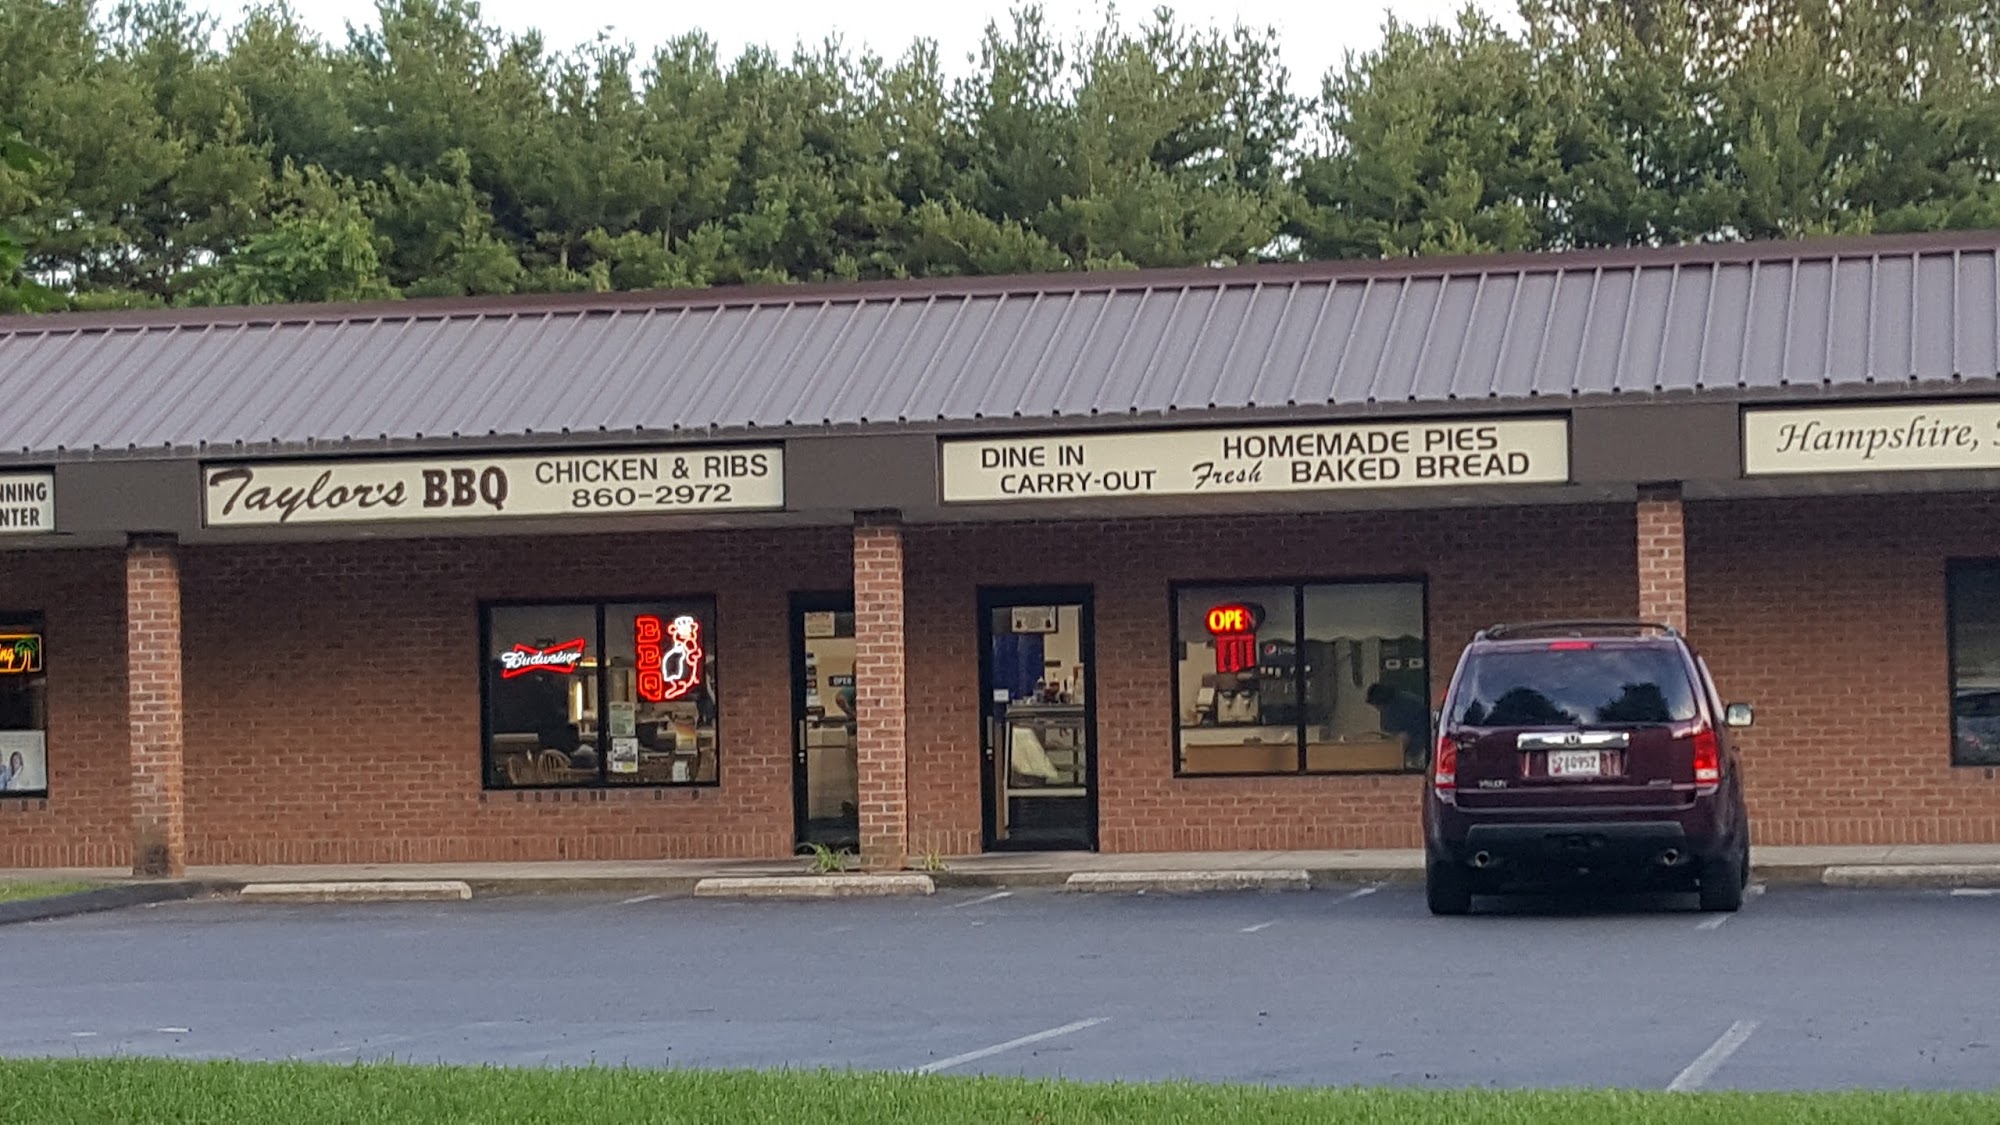 NNING
NTER
Taylor's BBQ
CHICKEN & RIBS
860-2972
DINE IN
CARRY-OUT
HOMEMADE PIES
Fresh BAKED BREAD
Hampshire,
Budweiser
BBQ
OPEN
OPEN